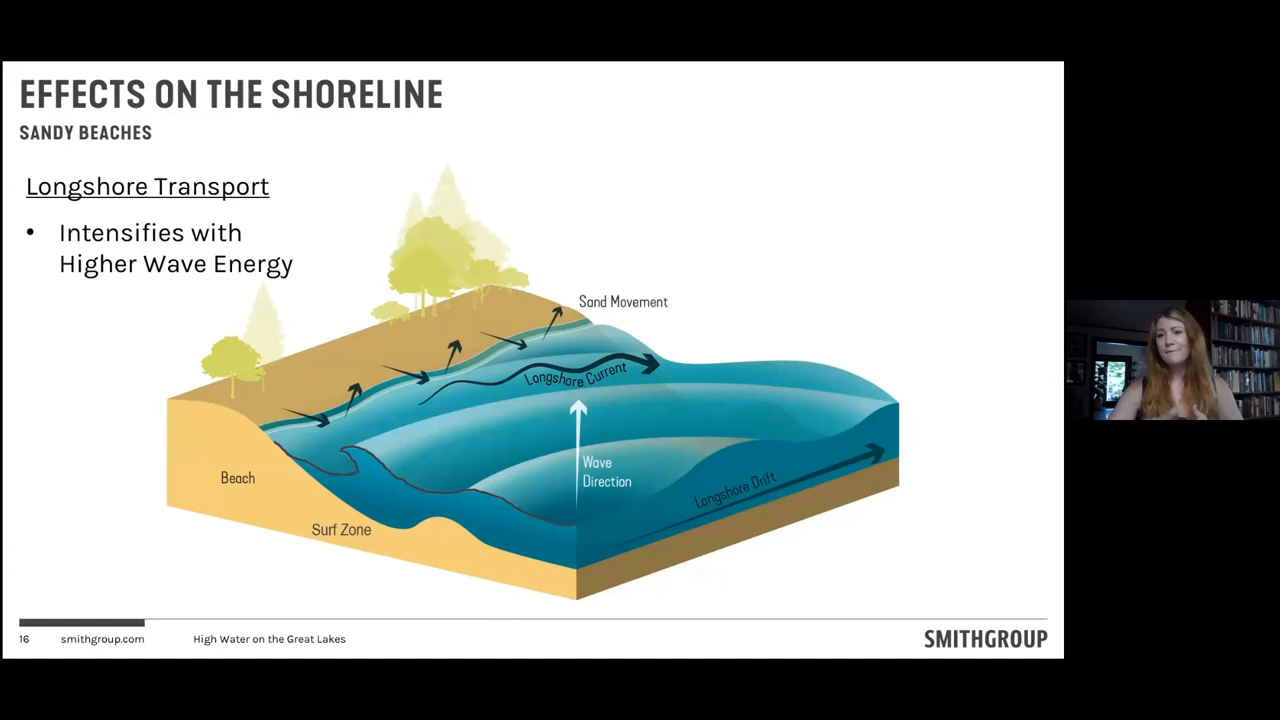 EFFECTS ON THE SHORELINE
SANDY BEACHES
Longshore Transport
• Intensifies with
Higher Wave Energy
Sand Movement
Longshore Current
Wave
Direction
Beach
Longshore Drift
Surf Zone
16
smithgroup.com
High Water on the Great Lakes
SMITHGROUP